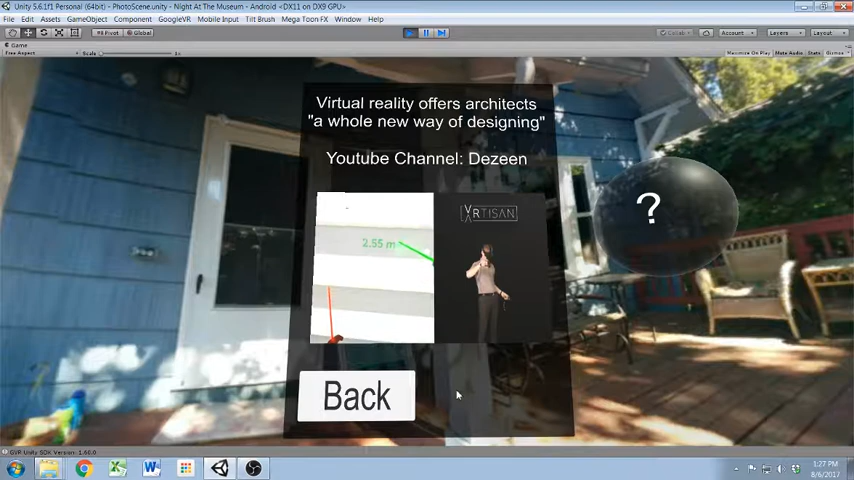 Unity 5.6.1f1 Personal (64bit) - PhotoScene.unity - Night At The Museum - Android <DX11 on DX9 GPU>
File Edit Assets GameObject Component GoogleVR Mobile Input Tilt Brush Mega Toon FX Window Help
Pivot Global Collab Account Layers Layout
Game
Free Aspect Scale 1x Maximize On Play Mute Audio Stats Gizmos
Virtual reality offers architects
"a whole new way of designing"
Youtube Channel: Dezeen
2.55 m
VRTISAN
?
Back
GVR Unity SDK Version: 1.60.0
1:27 PM
8/6/2017